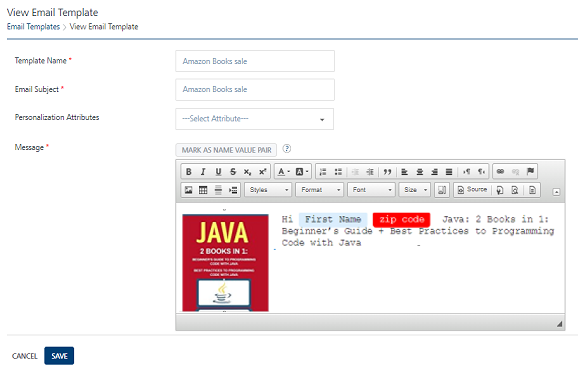 View Email Template
Email Templates > View Email Template
Template Name *
Amazon Books sale
Email Subject *
Amazon Books sale
Personalization Attributes
---Select Attribute---
Message *
MARK AS NAME VALUE PAIR ?
B I U S x₂ x² A A
Styles Format Font Size Source
Hi First Name zip code Java: 2 Books in 1:
Beginner's Guide + Best Practices to Programming
Code with Java
JAVA
2 BOOKS IN 1:
BEGINNER'S GUIDE TO PROGRAMMING
CODE WITH JAVA
BEST PRACTICES TO PROGRAMMING
CODE WITH JAVA
CANCEL SAVE